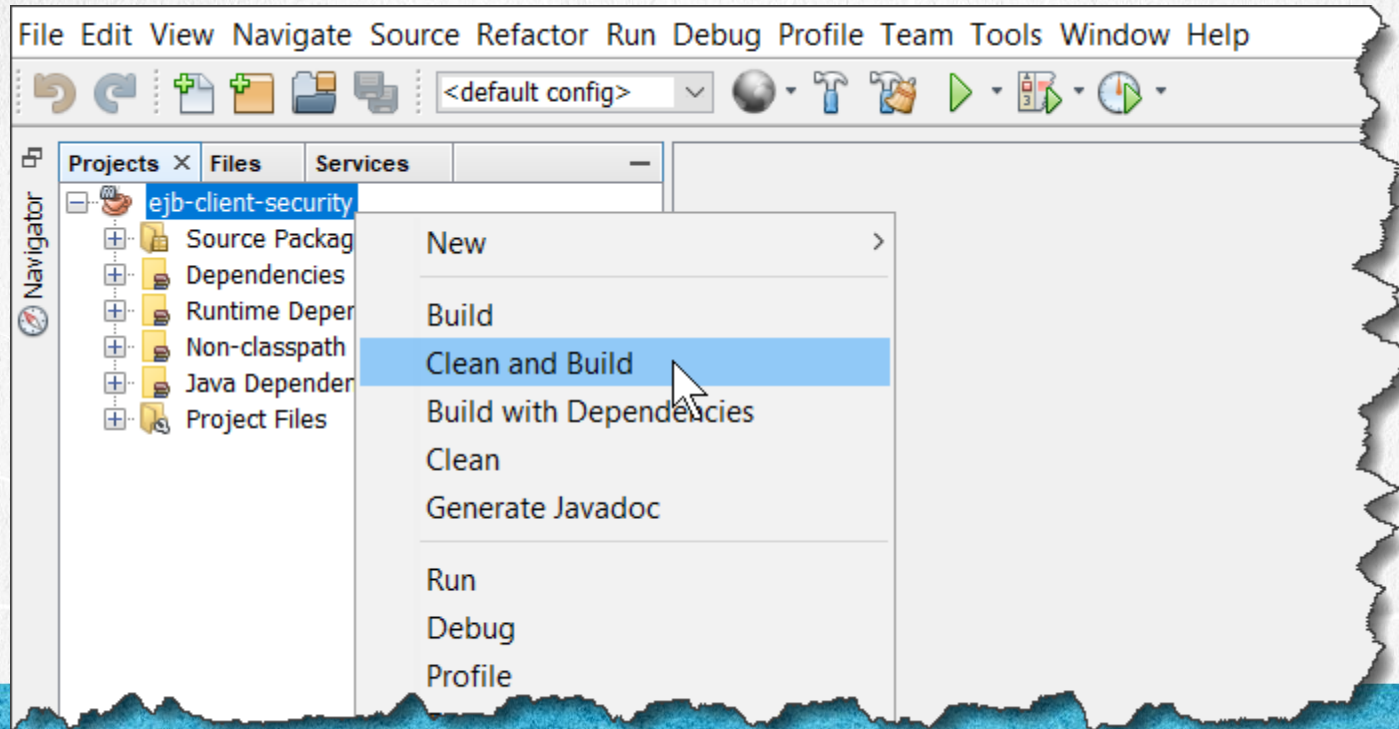 File Edit View Navigate Source Refactor Run Debug Profile Team Tools Window Help
<default config>
Projects Files Services
Navigator
ejb-client-security
Source Packag
Dependencies
Runtime Deper
Non-classpath
Java Depender
Project Files
New
Build
Clean and Build
Build with Dependencies
Clean
Generate Javadoc
Run
Debug
Profile